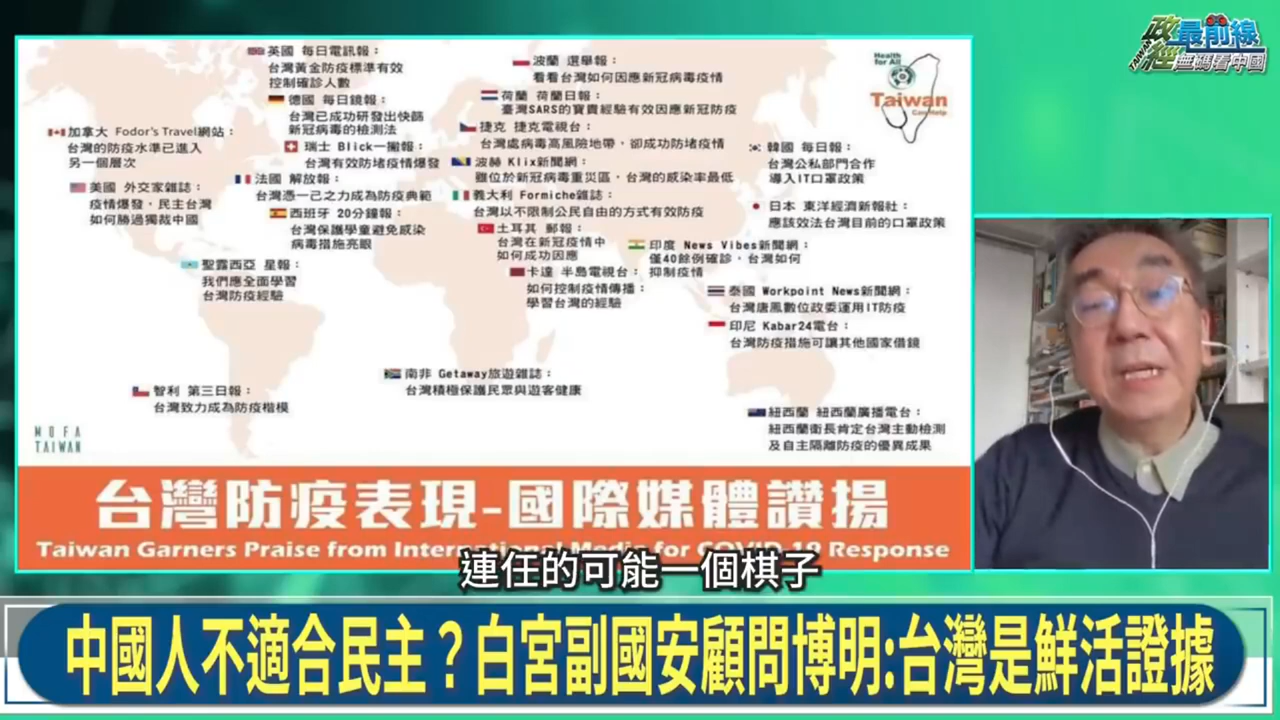 政經最前線
TAIWAN
無碼看中國
Health
for All
Taiwan
Can Help
英國 每日電訊報：
台灣黃金防疫標準有效
控制確診人數
德國 每日鏡報：
台灣已成功研發出快篩
新冠病毒的檢測法
加拿大 Fodor's Travel網站：
台灣的防疫水準已進入
另一個層次
瑞士 Blick一撇報：
台灣有效防堵疫情爆發
美國 外交家雜誌：
疫情爆發，民主台灣
如何勝過獨裁中國
法國 解放報：
台灣憑一己之力成為防疫典範
西班牙 20分鐘報：
台灣保護學童避免感染
病毒措施亮眼
聖露西亞 星報：
我們應全面學習
台灣防疫經驗
智利 第三日報：
台灣致力成為防疫楷模
波蘭 選舉報：
看看台灣如何因應新冠病毒疫情
荷蘭 荷蘭日報：
臺灣SARS的寶貴經驗有效因應新冠防疫
捷克 捷克電視台：
台灣處病毒高風險地帶，卻成功防堵疫情
波赫 Klix新聞網：
雖位於新冠病毒重災區，台灣的感染率最低
義大利 Formiche雜誌：
台灣以不限制公民自由的方式有效防疫
土耳其 郵報：
台灣在新冠疫情中
如何成功因應
卡達 半島電視台：
如何控制疫情傳播：
學習台灣的經驗
南非 Getaway旅遊雜誌：
台灣積極保護民眾與遊客健康
韓國 每日報：
台灣公私部門合作
導入IT口罩政策
日本 東洋經濟新報社：
應該效法台灣目前的口罩政策
印度 News Vibes新聞網：
僅40餘例確診，台灣如何
抑制疫情
泰國 Workpoint News新聞網：
台灣唐鳳數位政委運用IT防疫
印尼 Kabar24電台：
台灣防疫措施可讓其他國家借鏡
紐西蘭 紐西蘭廣播電台：
紐西蘭衛長肯定台灣主動檢測
及自主隔離防疫的優異成果
MOFA
TAIWAN
台灣防疫表現-國際媒體讚揚
Taiwan Garners Praise from International Media for COVID-19 Response
連任的可能一個棋子
中國人不適合民主？白宮副國安顧問博明:台灣是鮮活證據